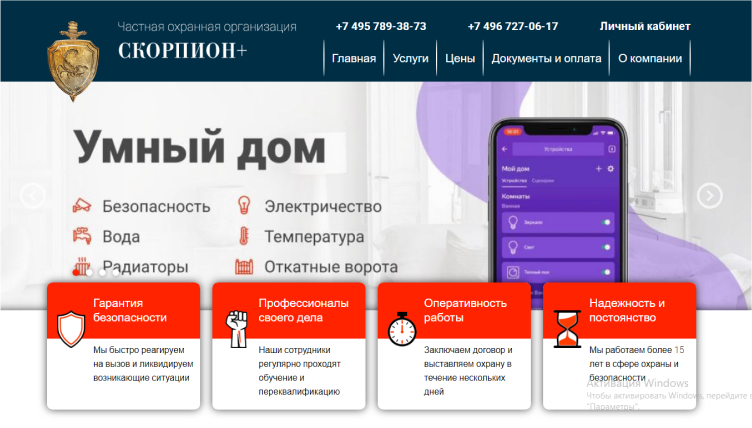 Частная охранная организация
СКОРПИОН+
+7 495 789-38-73
+7 496 727-06-17
Личный кабинет
Главная
Услуги
Цены
Документы и оплата
О компании
Умный дом
Безопасность
Электричество
Вода
Температура
Радиаторы
Откатные ворота
Устройства
Мой дом
Устройства Сценарии
Комнаты
Ванная
Зеркало
Свет
Теплый пол
Гарантия
безопасности
Мы быстро реагируем
на вызов и ликвидируем
возникающие ситуации
Профессионалы
своего дела
Наши сотрудники
регулярно проходят
обучение и
переквалификацию
Оперативность
работы
Заключаем договор и
выставляем охрану в
течение нескольких
дней
Надежность и
постоянство
Мы работаем более 15
лет в сфере охраны и
безопасности
Активация Windows
Чтобы активировать Windows, перейдите в
"Параметры".